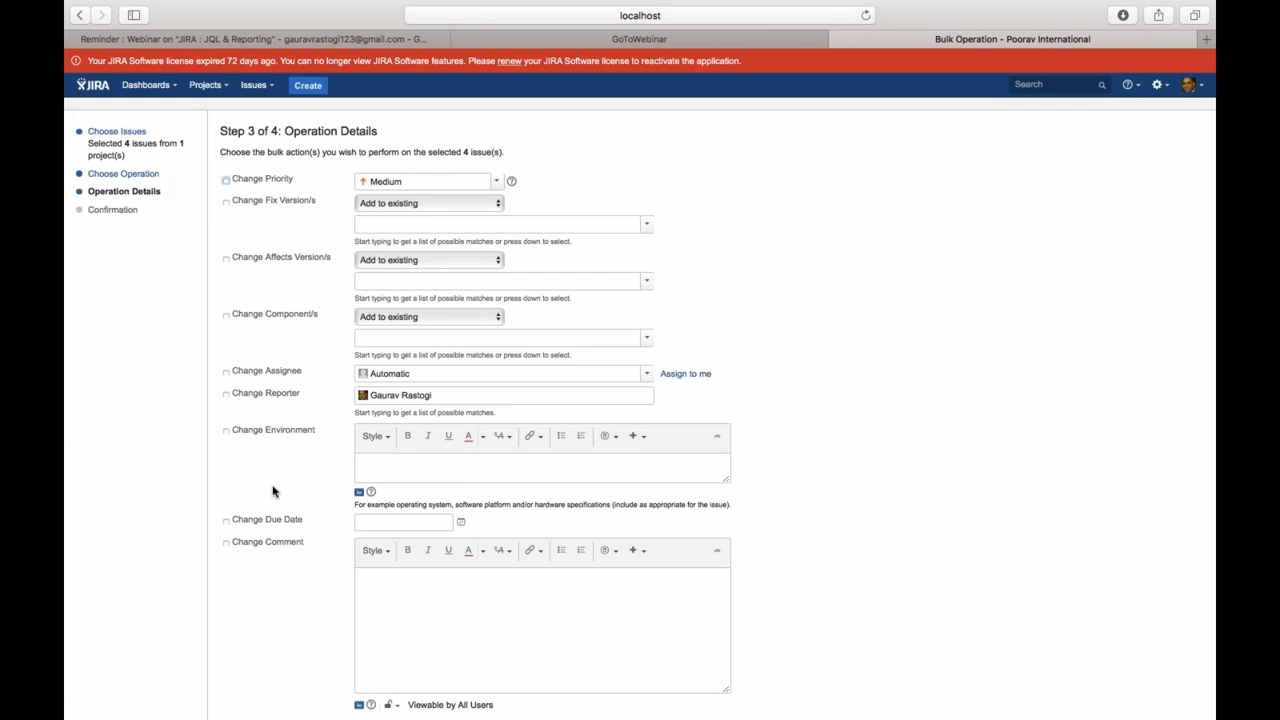 localhost
Reminder : Webinar on "JIRA : JQL & Reporting" - gauravrastogi123@gmail.com - G...
GoToWebinar
Bulk Operation - Poorav International
Your JIRA Software license expired 72 days ago. You can no longer view JIRA Software features. Please renew your JIRA Software license to reactivate the application.
JIRA Dashboards Projects Issues Create Search
Choose Issues
Selected 4 issues from 1
project(s)
Choose Operation
Operation Details
Confirmation
Step 3 of 4: Operation Details
Choose the bulk action(s) you wish to perform on the selected 4 issue(s).
Change Priority Medium
Change Fix Version/s Add to existing
Start typing to get a list of possible matches or press down to select.
Change Affects Version/s Add to existing
Start typing to get a list of possible matches or press down to select.
Change Component/s Add to existing
Start typing to get a list of possible matches or press down to select.
Change Assignee Automatic Assign to me
Change Reporter Gaurav Rastogi
Start typing to get a list of possible matches.
Change Environment
Style B I U A
For example operating system, software platform and/or hardware specifications (include as appropriate for the issue).
Change Due Date
Change Comment
Style B I U A
Viewable by All Users